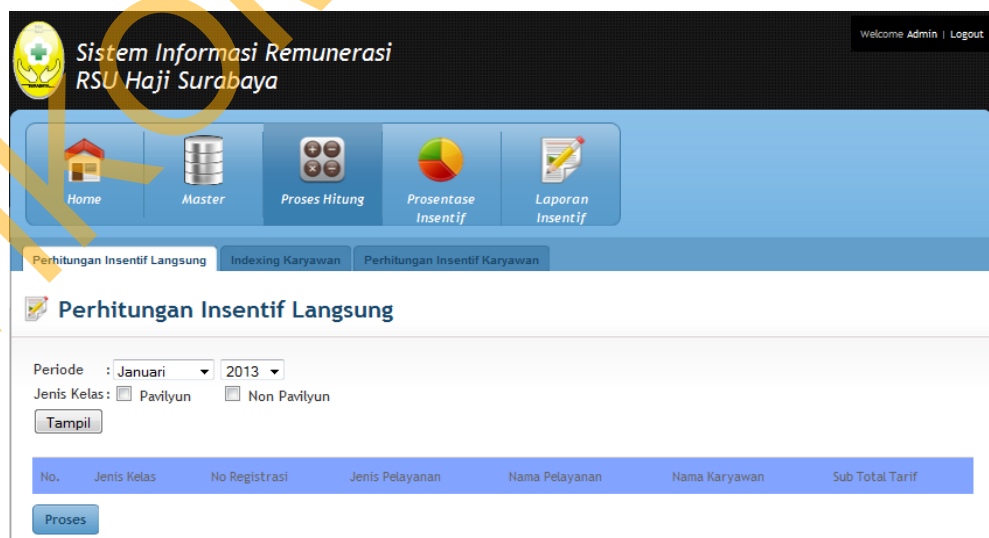 Welcome Admin | Logout
Sistem Informasi Remunerasi
RSU Haji Surabaya
Home Master Proses Hitung Prosentase Insentif Laporan Insentif
Perhitungan Insentif Langsung Indexing Karyawan Perhitungan Insentif Karyawan
Perhitungan Insentif Langsung
Periode : Januari 2013
Jenis Kelas : Pavilyun Non Pavilyun
Tampil
No. Jenis Kelas No Registrasi Jenis Pelayanan Nama Pelayanan Nama Karyawan Sub Total Tarif
Proses